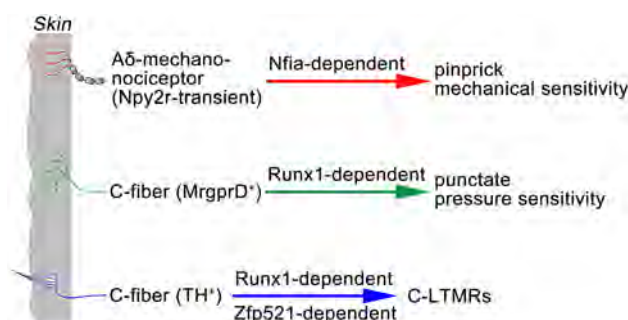 Skin
Aδ-mechano-
nociceptor
(Npy2r-transient)
Nfia-dependent
pinprick
mechanical sensitivity
C-fiber (MrgprD⁺)
Runx1-dependent
punctate
pressure sensitivity
C-fiber (TH⁺)
Runx1-dependent
Zfp521-dependent
C-LTMRs